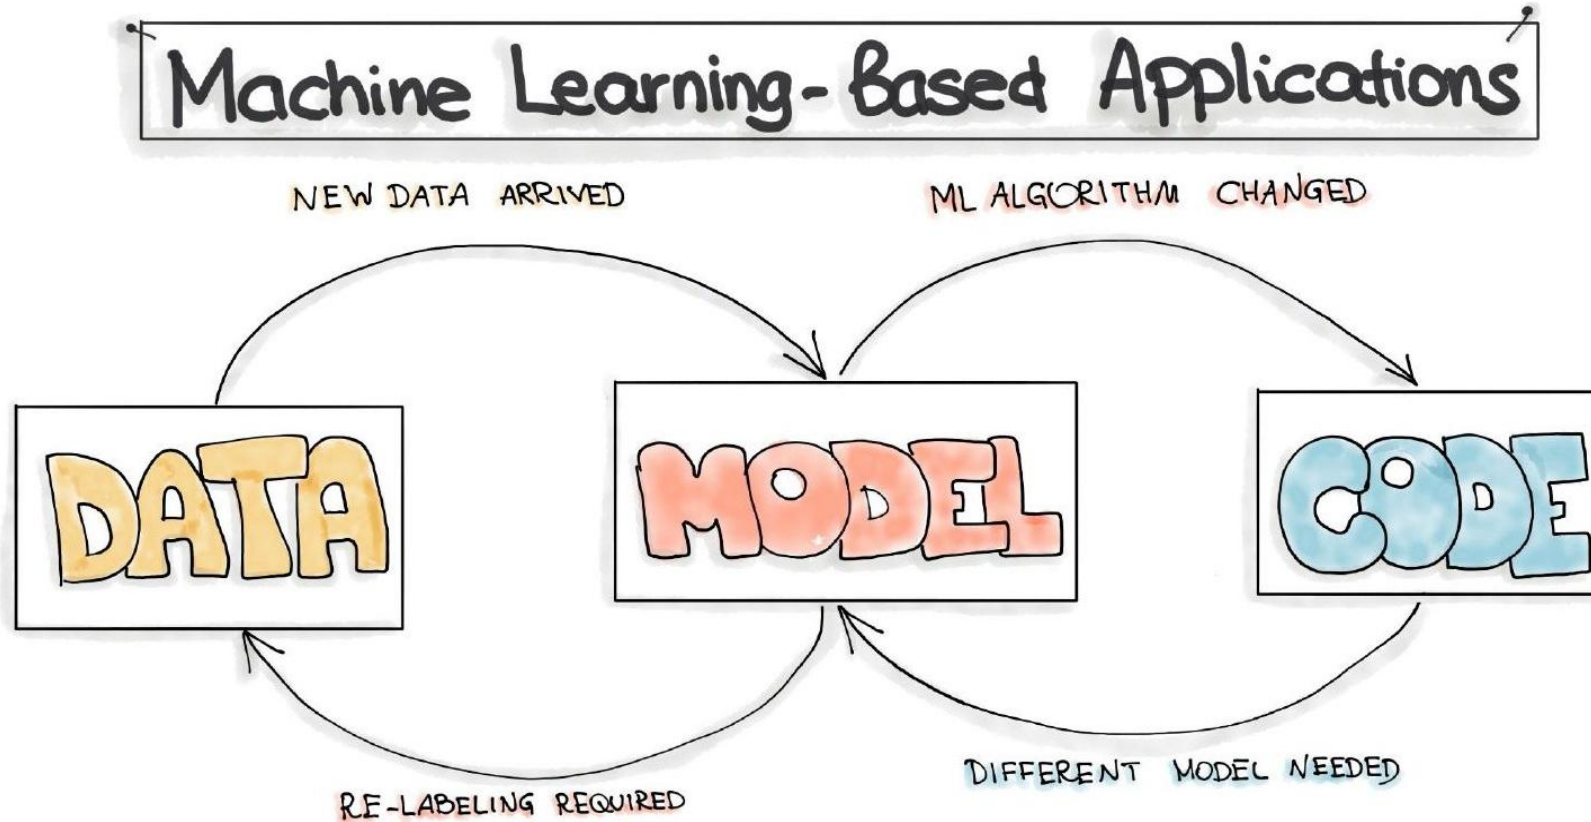 Machine Learning-Based Applications
NEW DATA ARRIVED
ML ALGORITHM CHANGED
DATA
MODEL
CODE
RE-LABELING REQUIRED
DIFFERENT MODEL NEEDED